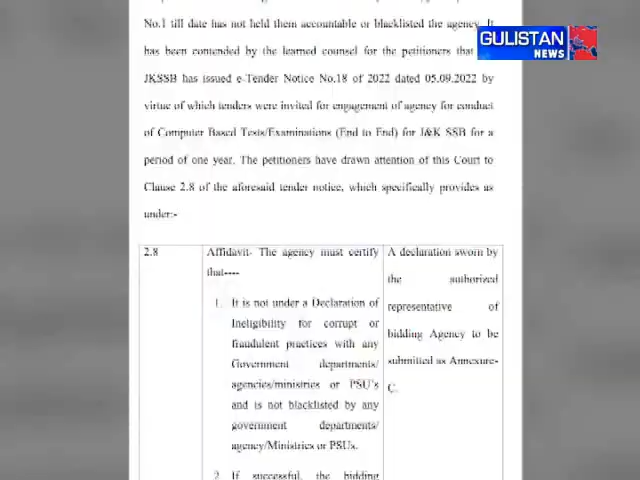 No.1 till date has not held them accountable or blacklisted the agency. It
has been contended by the learned counsel for the petitioners that
JKSSB has issued e-Tender Notice No.18 of 2022 dated 05.09.2022 by
virtue of which tenders were invited for engagement of agency for conduct
of Computer Based Tests/Examinations (End to End) for J&K SSB for a
period of one year. The petitioners have drawn attention of this Court to
Clause 2.8 of the aforesaid tender notice, which specifically provides as
under:-
GULISTAN
NEWS
2.8
Affidavit- The agency must certify
that----
1. It is not under a Declaration of
Ineligibility for corrupt or
fraudulent practices with any
Government departments/
agencies/ministries or PSU's
and is not blacklisted by any
government departments/
agency/Ministries or PSUs.
2. If successful, the bidding
A declaration sworn by
the authorized
representative of
bidding Agency to be
submitted as Annexure-
C.